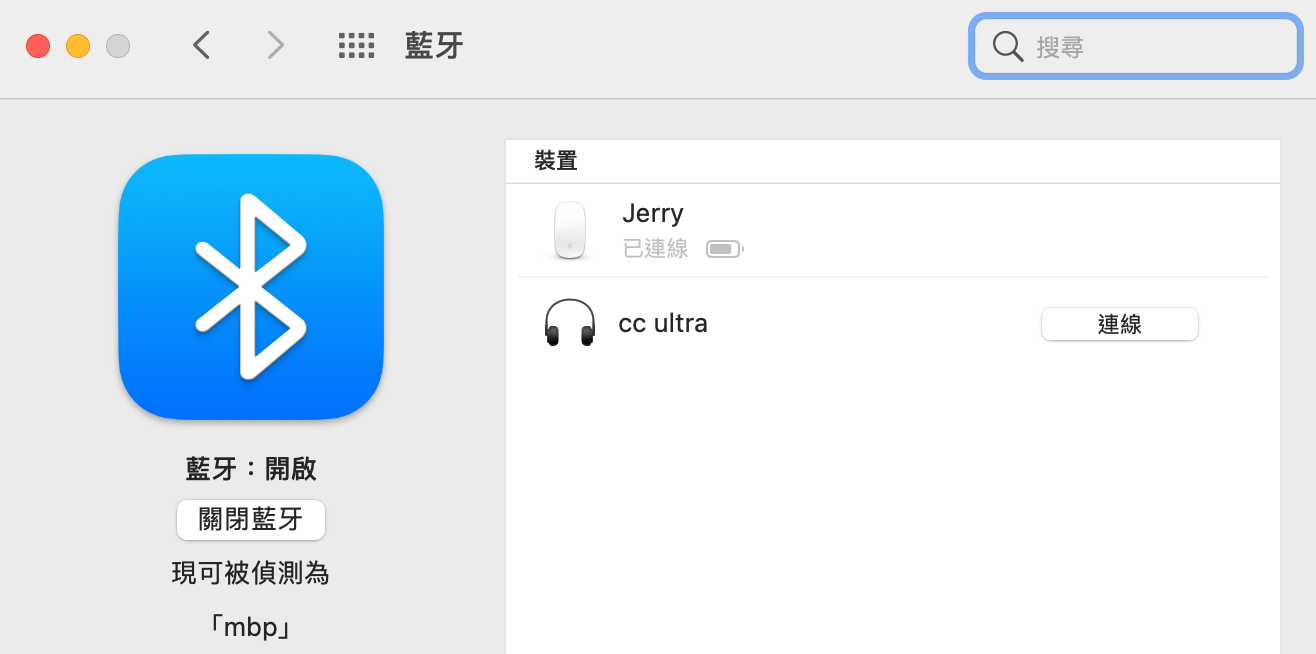 藍牙
搜尋
裝置
Jerry
已連線
cc ultra
連線
藍牙：開啟
關閉藍牙
現可被偵測為
「mbp」